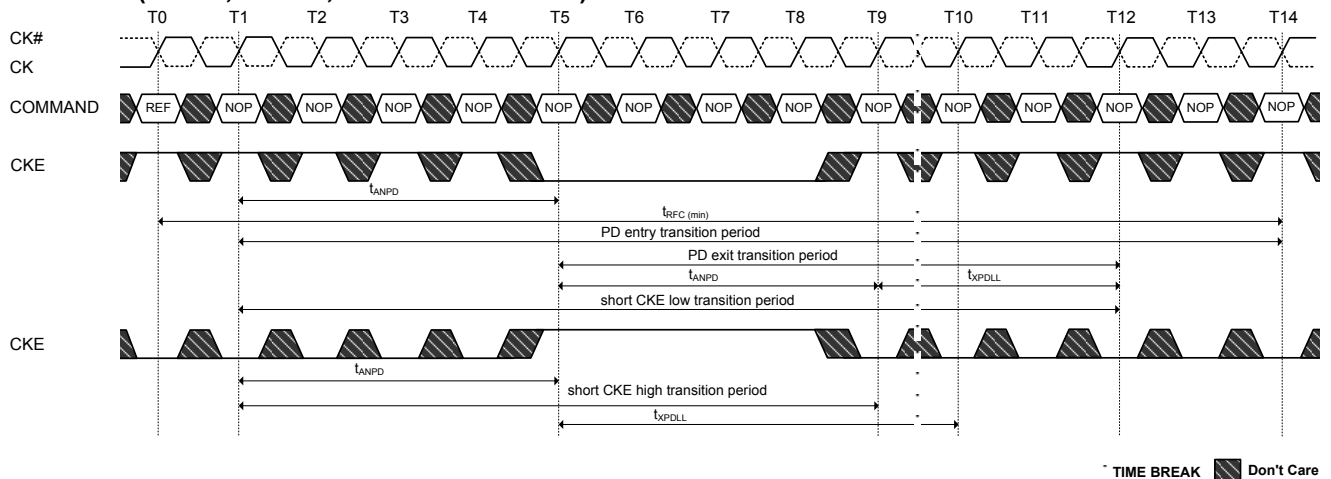 T0 T1 T2 T3 T4 T5 T6 T7 T8 T9 T10 T11 T12 T13 T14
CK#
CK
COMMAND REF NOP NOP NOP NOP NOP NOP NOP NOP NOP NOP NOP NOP NOP NOP
CKE
tANPD
tRFC (min)
PD entry transition period
PD exit transition period
tANPD tXPDLL
short CKE low transition period
CKE
tANPD
short CKE high transition period
tXPDLL
TIME BREAK Don't Care